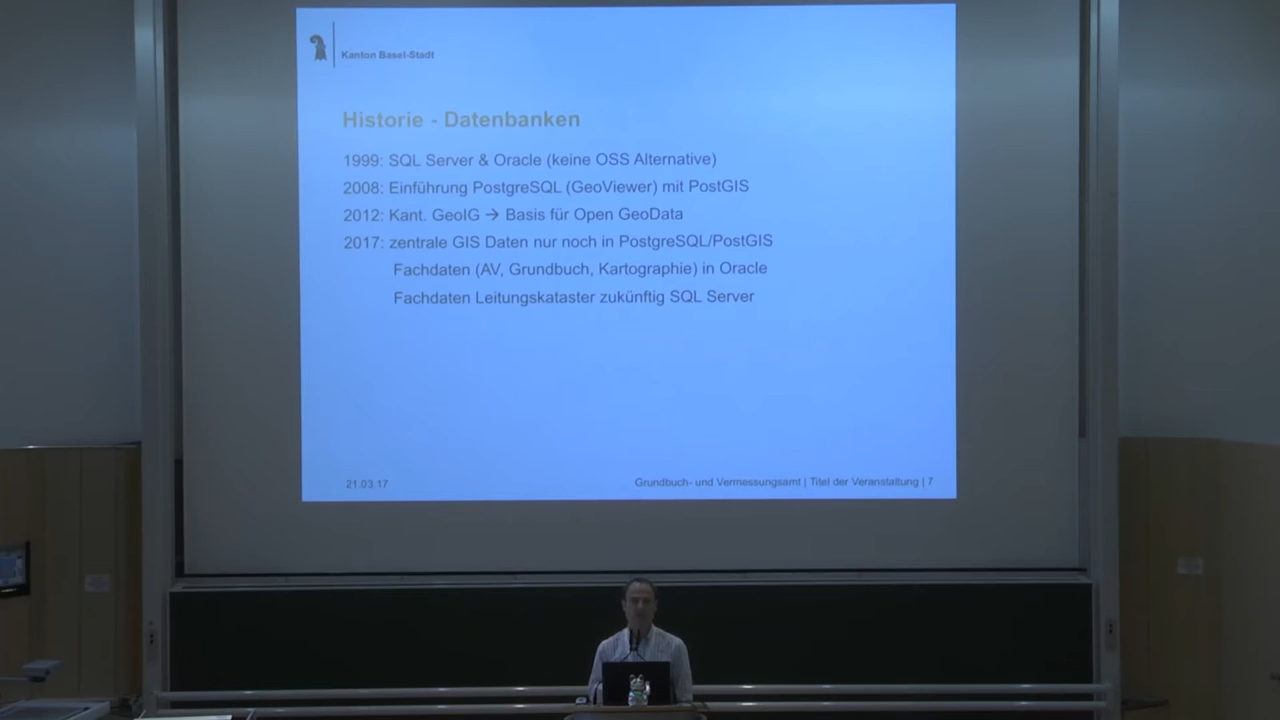 Kanton Basel-Stadt
Historie - Datenbanken
1999: SQL Server & Oracle (keine OSS Alternative)
2008: Einführung PostgreSQL (GeoViewer) mit PostGIS
2012: Kant. GeoIG → Basis für Open GeoData
2017: zentrale GIS Daten nur noch in PostgreSQL/PostGIS
Fachdaten (AV, Grundbuch, Kartographie) in Oracle
Fachdaten Leitungskataster zukünftig SQL Server
21.03.17
Grundbuch- und Vermessungsamt | Titel der Veranstaltung | 7